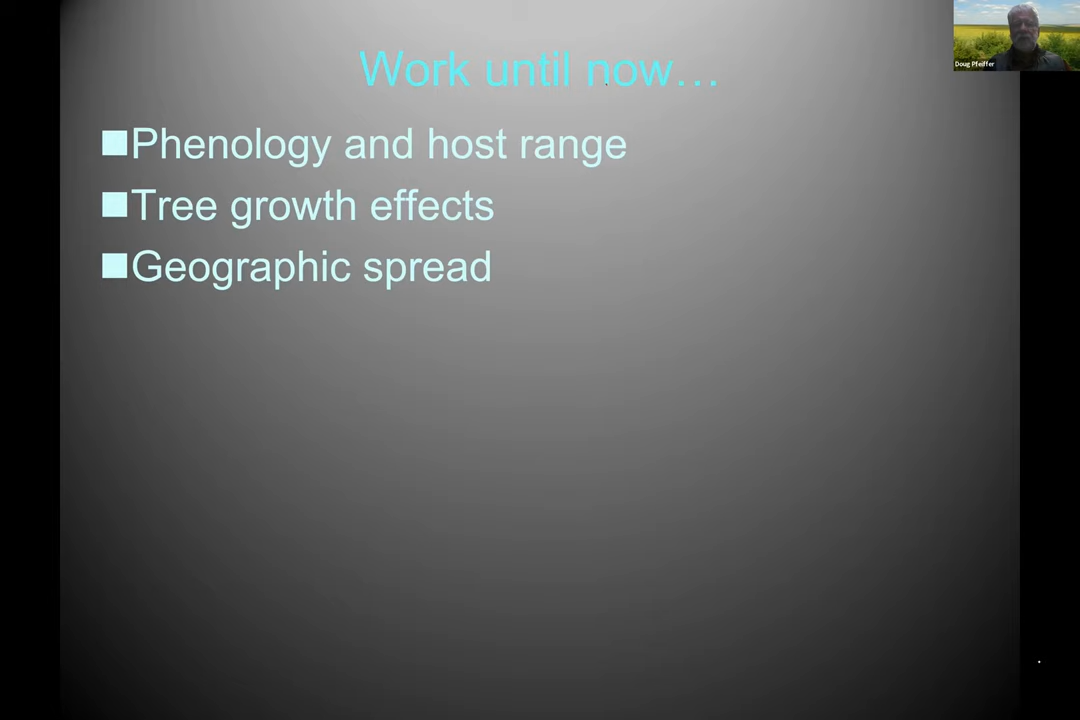 Work until now…
Doug Pfeiffer
Phenology and host range
Tree growth effects
Geographic spread